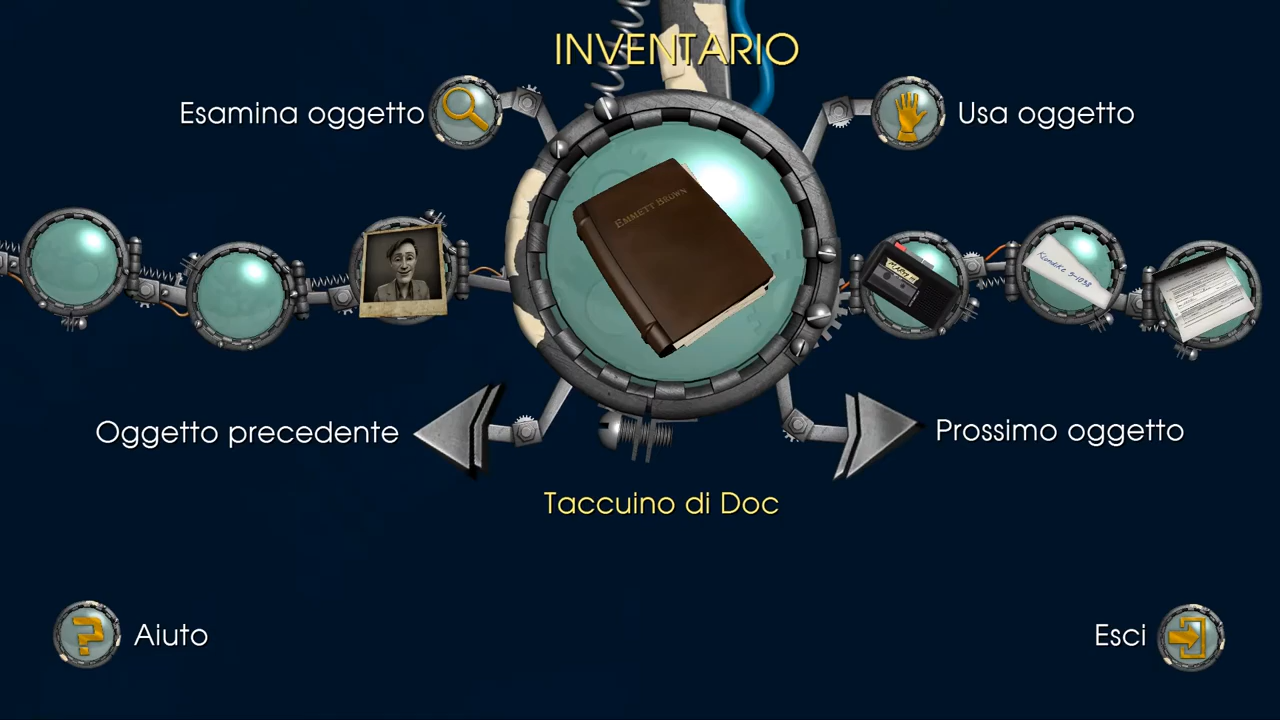 INVENTARIO
Esamina oggetto
Usa oggetto
EMMETT BROWN
Oggetto precedente
Prossimo oggetto
Taccuino di Doc
Aiuto
Esci